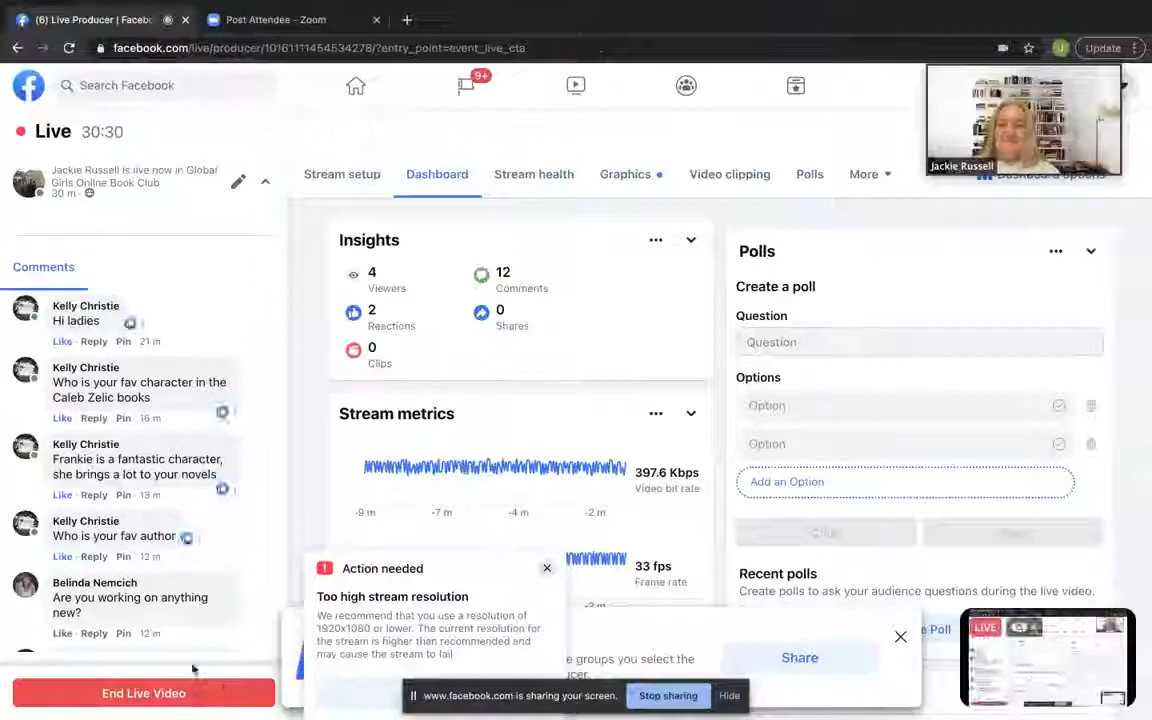 (6) Live Producer | Faceb
Post Attendee - Zoom
facebook.com/live/producer/10161111454534278/?entry_point=event_live_cta
J
Update
Search Facebook
9+
Live 30:30
Jackie Russell is live now in Global
Girls Online Book Club
30 m
Stream setup
Dashboard
Stream health
Graphics
Video clipping
Polls
More
Dashboard options
Jackie Russell
Comments
Kelly Christie
Hi ladies
Like · Reply Pin 21 m
Kelly Christie
Who is your fav character in the
Caleb Zelic books
Like · Reply Pin 16 m
Kelly Christie
Frankie is a fantastic character,
she brings a lot to your novels
Like · Reply Pin 13 m
Kelly Christie
Who is your fav author
Like · Reply Pin 12 m
Belinda Nemcich
Are you working on anything
new?
Like · Reply Pin 12 m
End Live Video
Insights
4
Viewers
12
Comments
2
Reactions
0
Shares
0
Clips
Stream metrics
397.6 Kbps
Video bit rate
-9 m
-7 m
-4 m
-2 m
33 fps
Frame rate
-2 m
Action needed
Too high stream resolution
We recommend that you use a resolution of
1920x1080 or lower. The current resolution for
the stream is higher than recommended and
may cause the stream to fail
e groups you select the
ucer.
Share
www.facebook.com is sharing your screen.
Stop sharing
Hide
Polls
Create a poll
Question
Question
Options
Option
Option
Add an Option
Recent polls
Create polls to ask your audience questions during the live video.
e Poll
LIVE